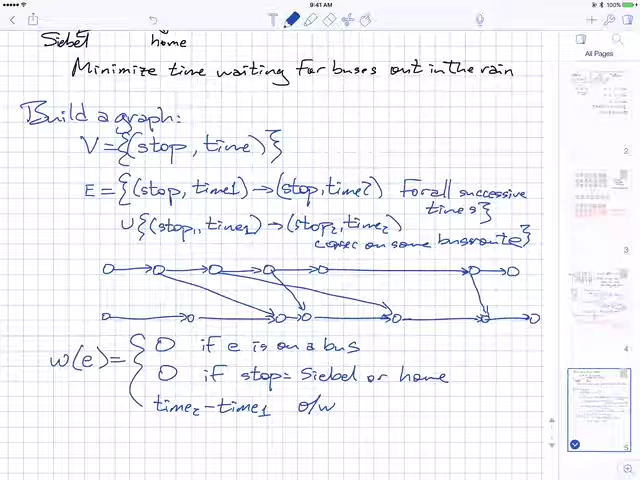 9:41 AM
100%
All Pages
Siebel home
Minimize time waiting for buses out in the rain
Build a graph:
V = {(stop, time)}
E = {(stop, time1) → (stop, time2) for all successive
times}
∪ {(stop1, time1) → (stop2, time2)
consec on some bus route}
w(e) = { 0 if e is on a bus
0 if stop = Siebel or home
time2 - time1 o/w
2
3
4
5